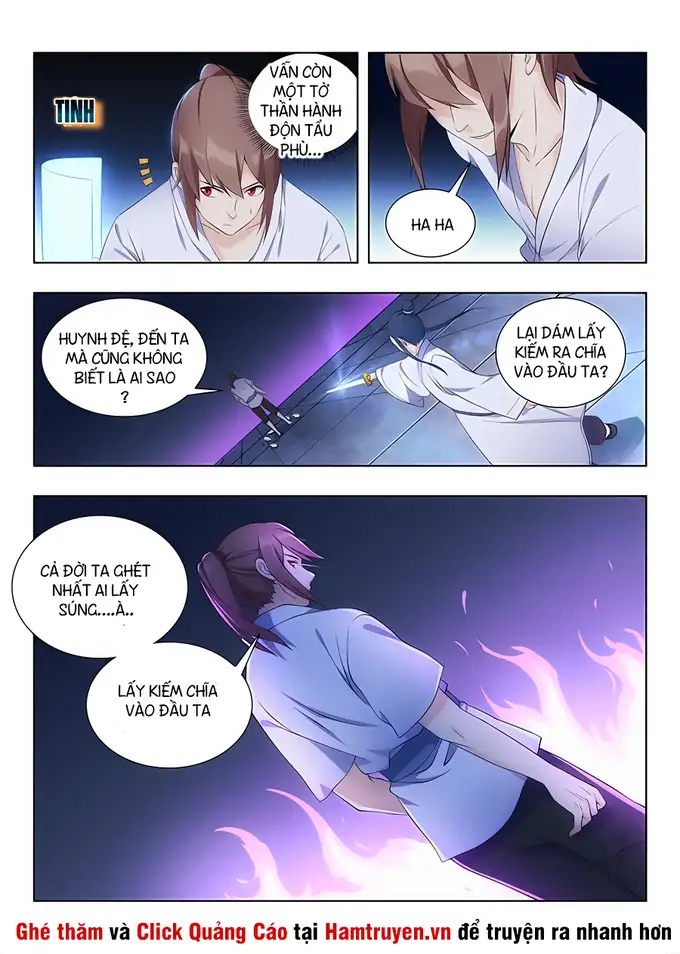 TINH
VẪN CÒN
MỘT TỜ
THẦN HÀNH
ĐỘN TẨU
PHÙ...
HA HA
HUYNH ĐỆ, ĐẾN TA
MÀ CŨNG KHÔNG
BIẾT LÀ AI SAO
?
LẠI DÁM LẤY
KIẾM RA CHĨA
VÀO ĐẦU TA?
CẢ ĐỜI TA GHÉT
NHẤT AI LẤY
SÚNG....À..
LẤY KIẾM CHĨA
VÀO ĐẦU TA
Ghé thăm và Click Quảng Cáo tại Hamtruyen.vn để truyện ra nhanh hơn